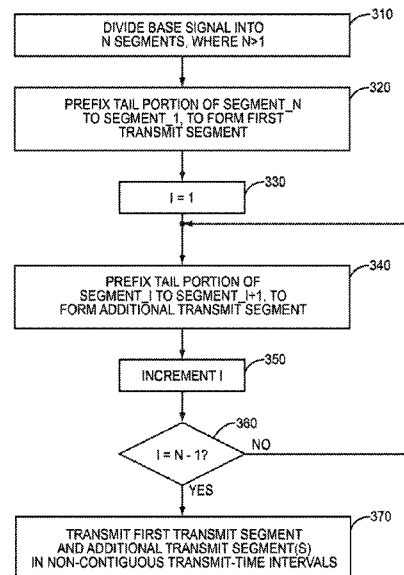 310
DIVIDE BASE SIGNAL INTO
N SEGMENTS, WHERE N>1
320
PREFIX TAIL PORTION OF SEGMENT_N
TO SEGMENT_1, TO FORM FIRST
TRANSMIT SEGMENT
330
I = 1
340
PREFIX TAIL PORTION OF
SEGMENT_I TO SEGMENT_I+1, TO
FORM ADDITIONAL TRANSMIT SEGMENT
350
INCREMENT I
360
I = N - 1?
NO
YES
370
TRANSMIT FIRST TRANSMIT SEGMENT
AND ADDITIONAL TRANSMIT SEGMENT(S)
IN NON-CONTIGUOUS TRANSMIT-TIME INTERVALS